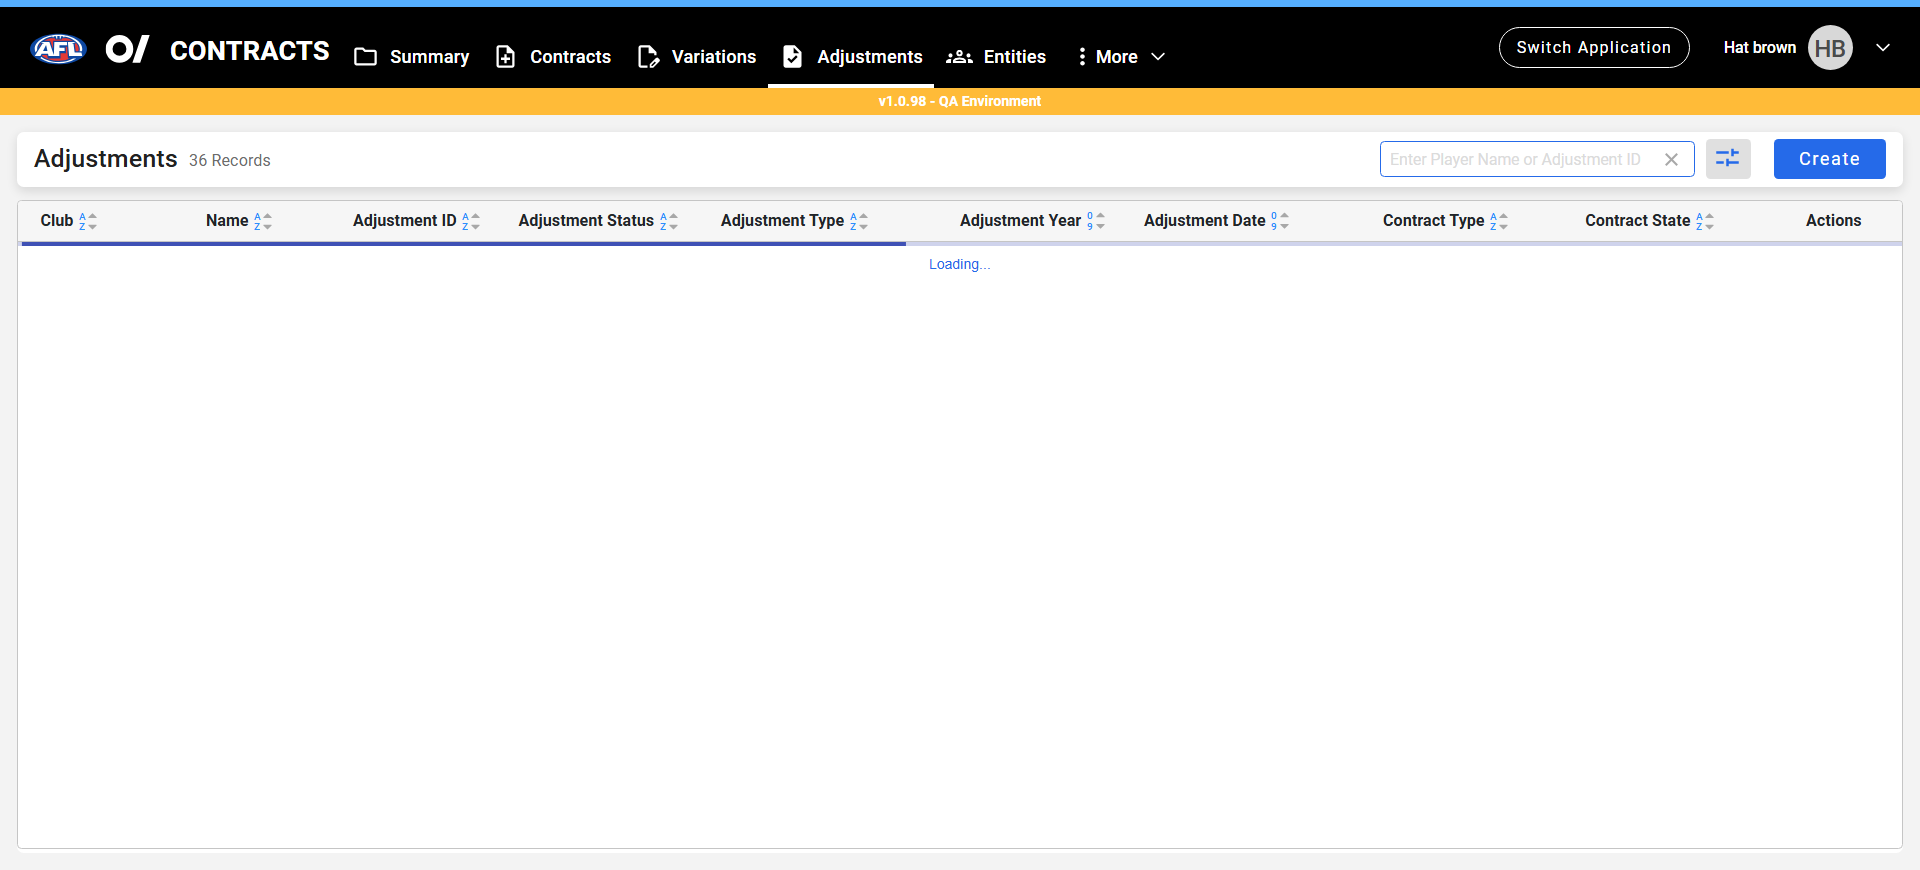 AFL CONTRACTS Summary Contracts Variations Adjustments Entities More Switch Application Hat brown HB
v1.0.98 - QA Environment
Adjustments 36 Records Enter Player Name or Adjustment ID Create
Club Name Adjustment ID Adjustment Status Adjustment Type Adjustment Year Adjustment Date Contract Type Contract State Actions
Loading...